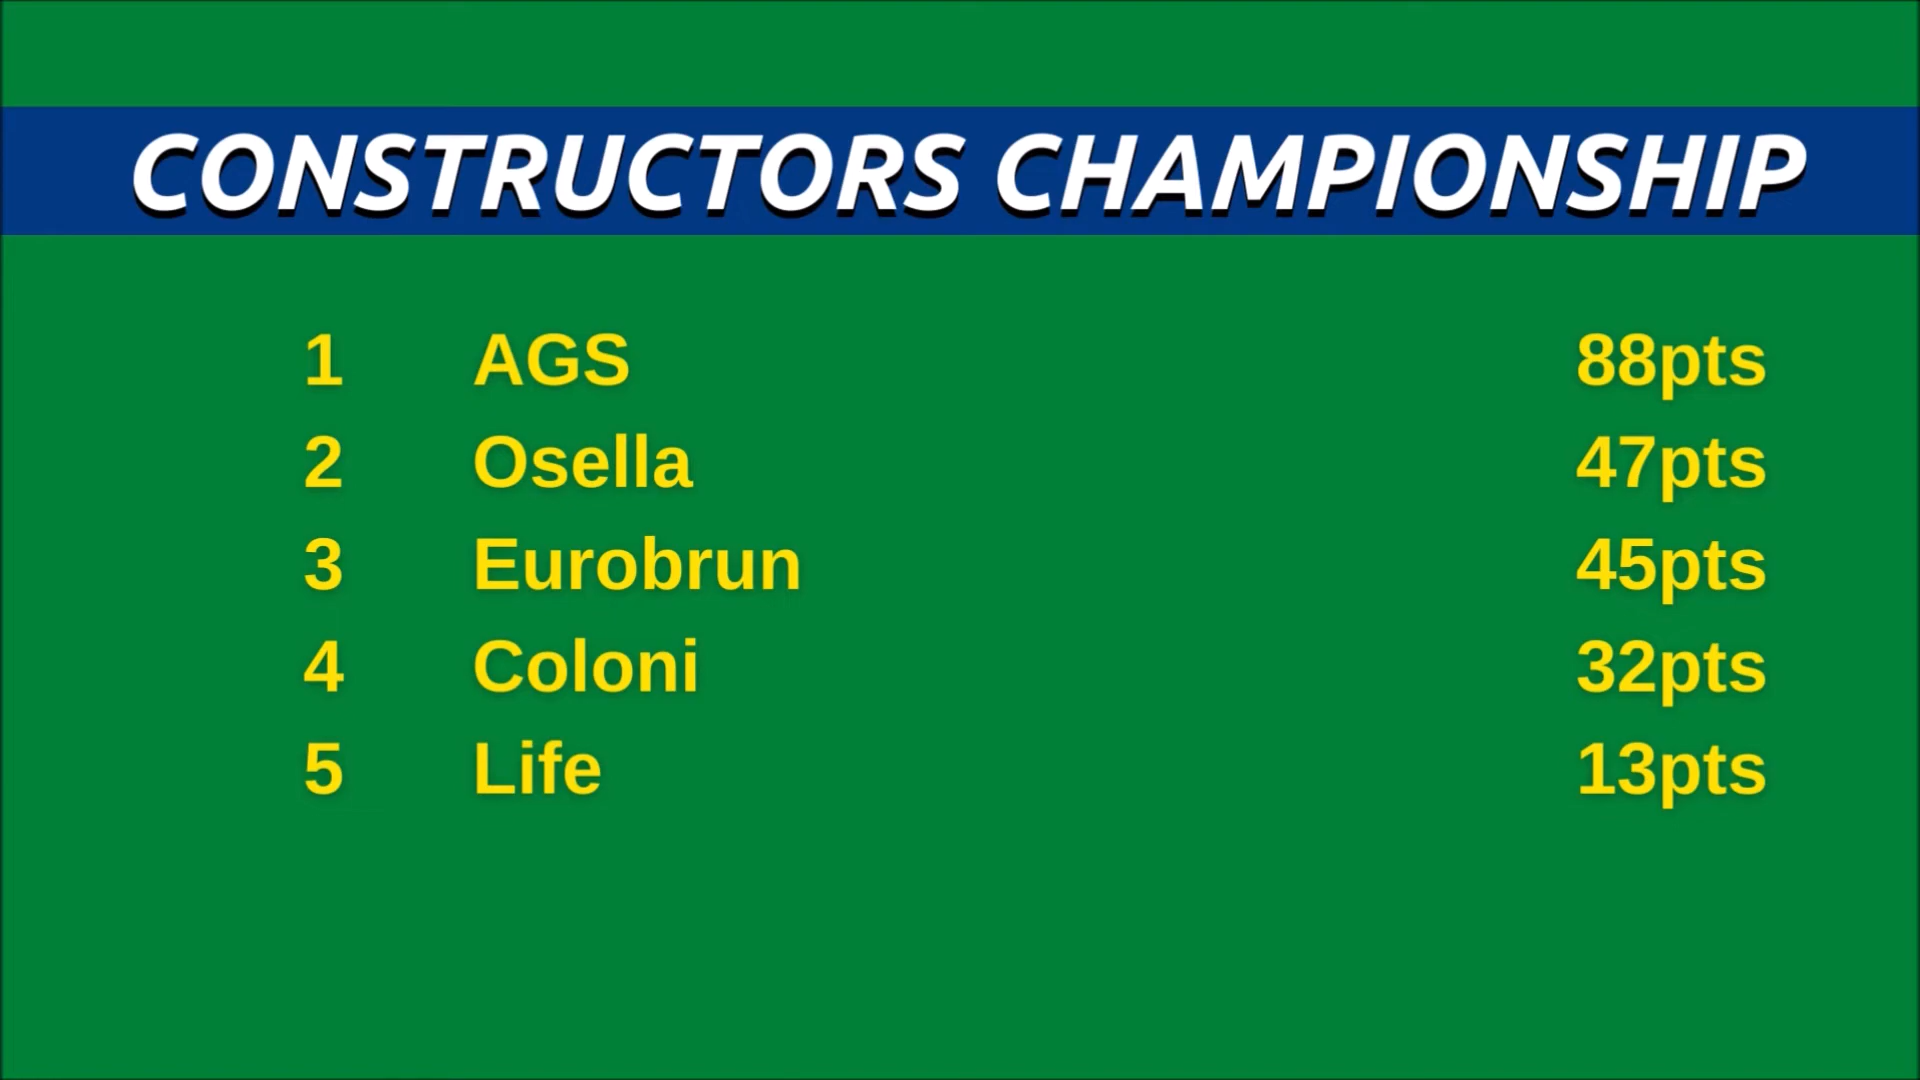 CONSTRUCTORS CHAMPIONSHIP
1 AGS 88pts
2 Osella 47pts
3 Eurobrun 45pts
4 Coloni 32pts
5 Life 13pts